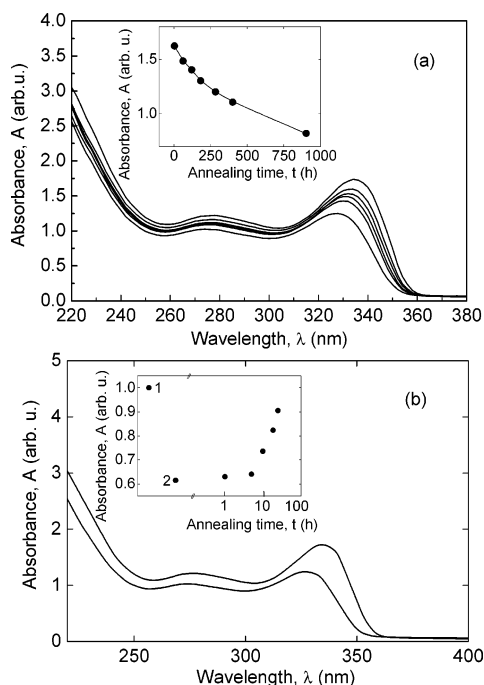 (a)
Absorbance, A (arb.u.)
4.0
3.5
3.0
2.5
2.0
1.5
1.0
0.5
0.0
220 240 260 280 300 320 340 360 380
Wavelength, λ (nm)
Absorbance, A (arb. u.)
1.5
1.0
0 250 500 750 1000
Annealing time, t (h)
(b)
Absorbance, A (arb. u.)
5
4
3
2
1
0
250 300 350 400
Wavelength, λ (nm)
Absorbance, A (arb. u.)
1.0
0.9
0.8
0.7
0.6
1
2
1 10 100
Annealing time, t (h)